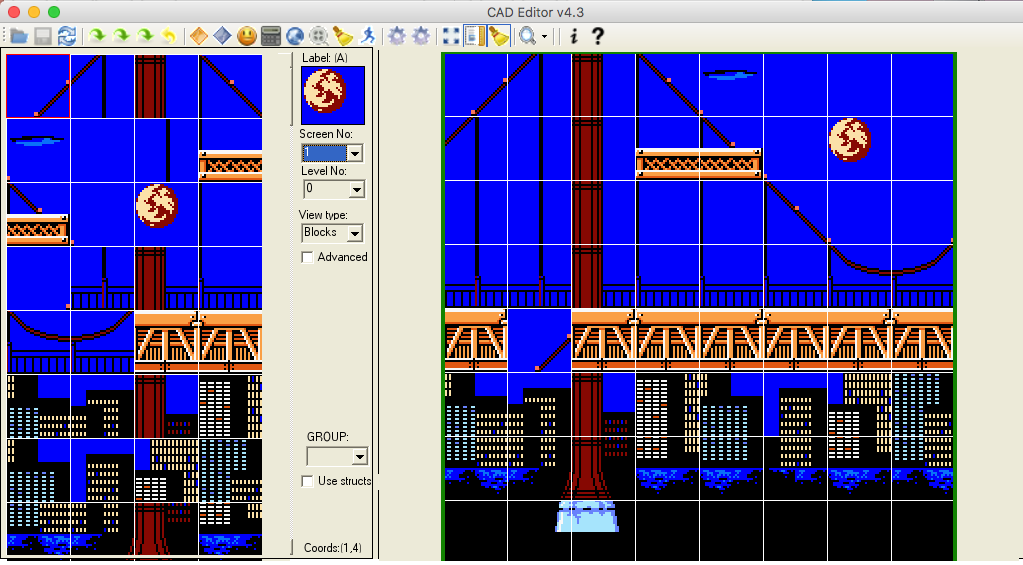 CAD Editor v4.3
Label: (A)
Screen No:
1
Level No:
0
View type:
Blocks
Advanced
GROUP:
Use structs
Coords:(1,4)